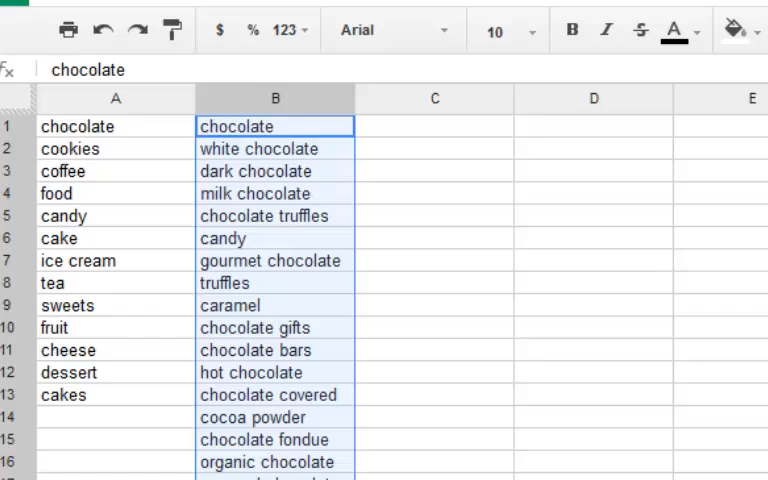 $ % 123 Arial 10 B I S A
fx chocolate
A B C D E
1 chocolate chocolate
2 cookies white chocolate
3 coffee dark chocolate
4 food milk chocolate
5 candy chocolate truffles
6 cake candy
7 ice cream gourmet chocolate
8 tea truffles
9 sweets caramel
10 fruit chocolate gifts
11 cheese chocolate bars
12 dessert hot chocolate
13 cakes chocolate covered
14 cocoa powder
15 chocolate fondue
16 organic chocolate